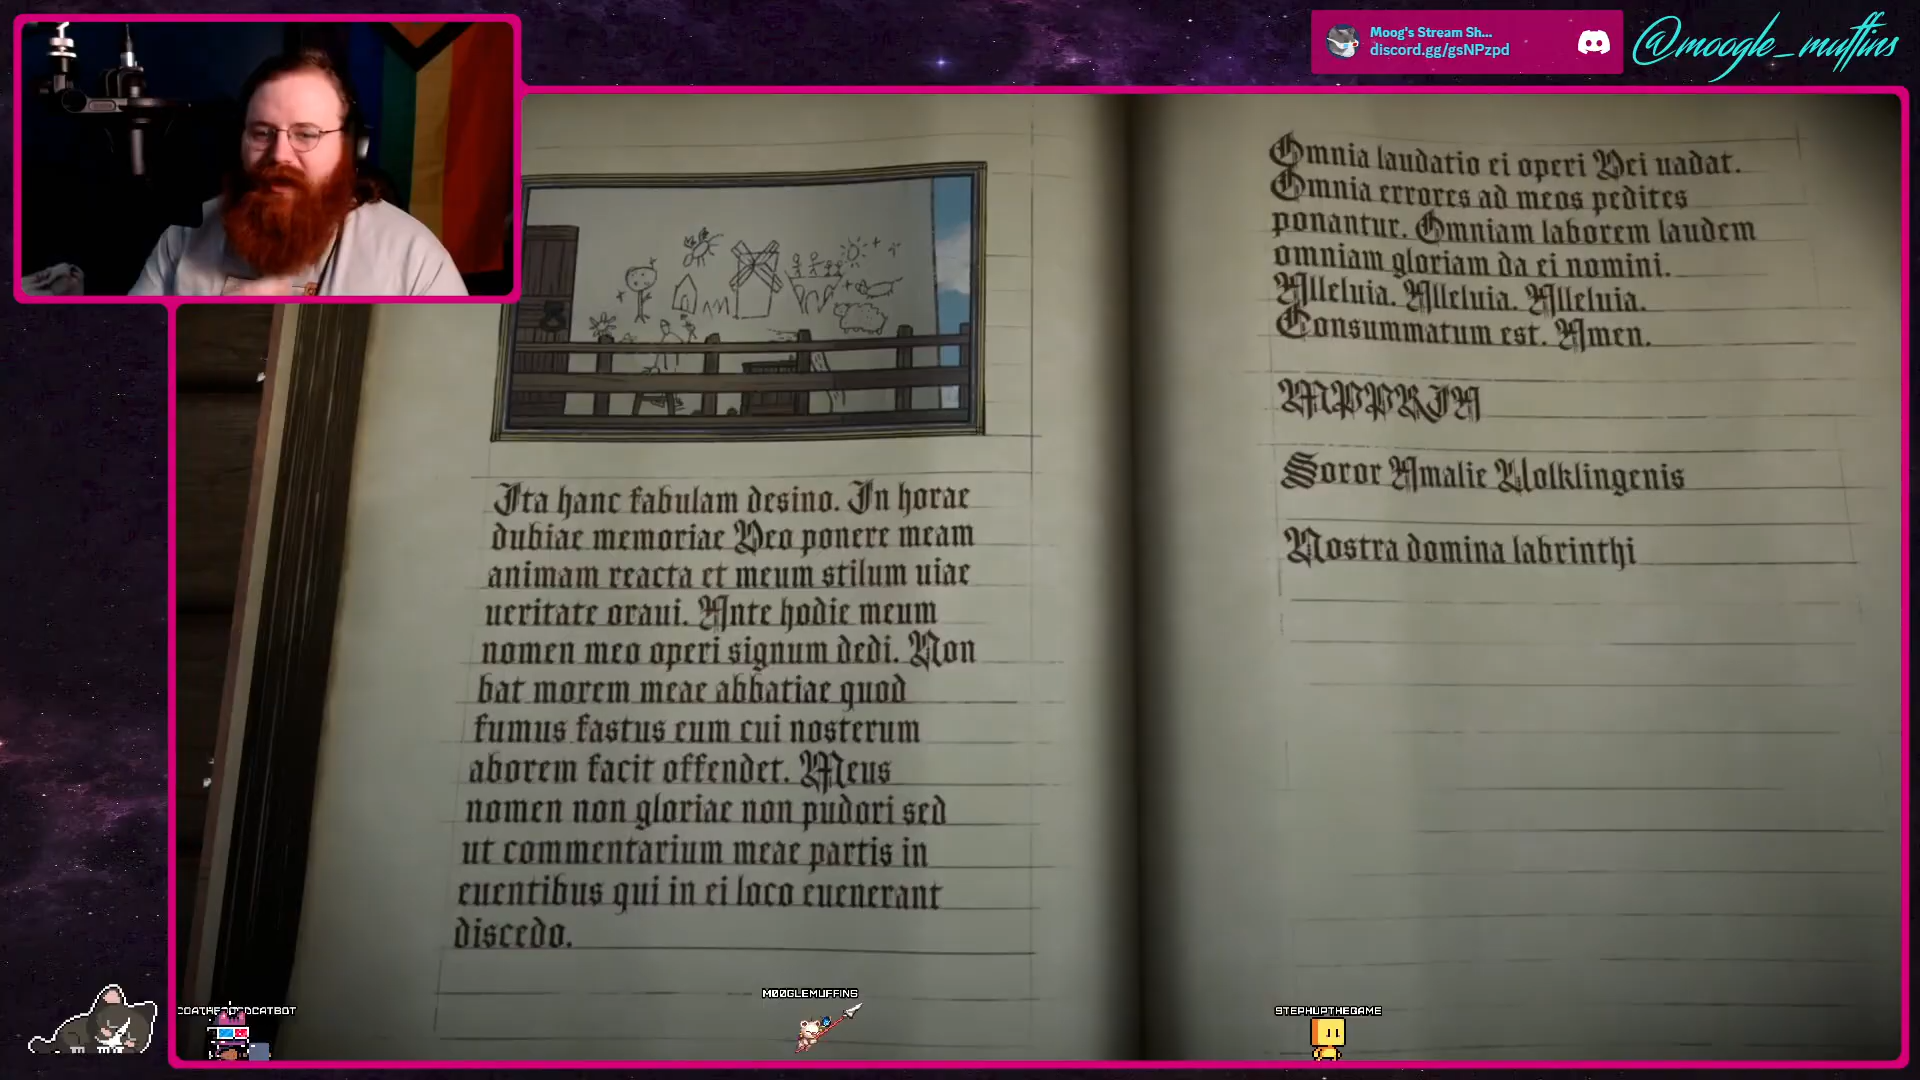 Moog's Stream Sh...
discord.gg/gsNPzpd
@moogle_muffins
Ita hanc fabulam desino. In horae
dubiae memoriae Deo ponere meam
animam reacta et meum stilum uiae
ueritate oraui. Ante hodie meum
nomen meo operi signum dedi. Non
bat morem meae abbatiae quod
fumus fastus eum cui nosterum
aborem facit offendet. Meus
nomen non gloriae non pudori sed
ut commentarium meae partis in
euentibus qui in ei loco euenerant
discedo.
Omnia laudatio ei operi Dei uadat.
Omnia errores ad meos pedites
ponantur. Omniam laborem laudem
omniam gloriam da ei nomini.
Alleluia. Alleluia. Alleluia.
Consummatum est. Amen.
MPPRIA
Soror Amalie Uolklingenis
Nostra domina labrinthi
M00GLEMUFFINS
STEPHUPTHEGAME